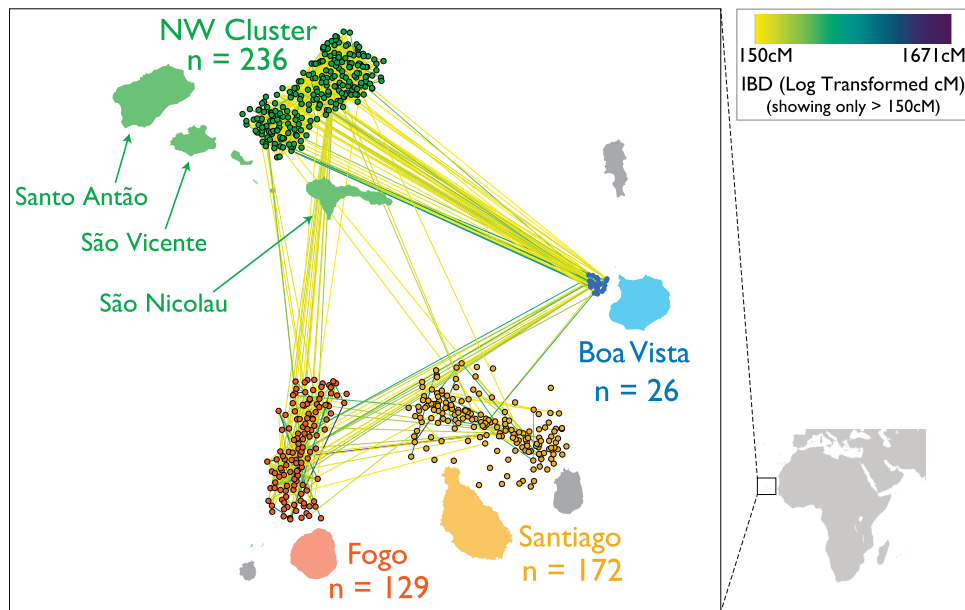 NW Cluster
n = 236
150cM
1671cM
IBD (Log Transformed cM)
(showing only > 150cM)
Santo Antão
São Vicente
São Nicolau
Boa Vista
n = 26
Santiago
n = 172
Fogo
n = 129